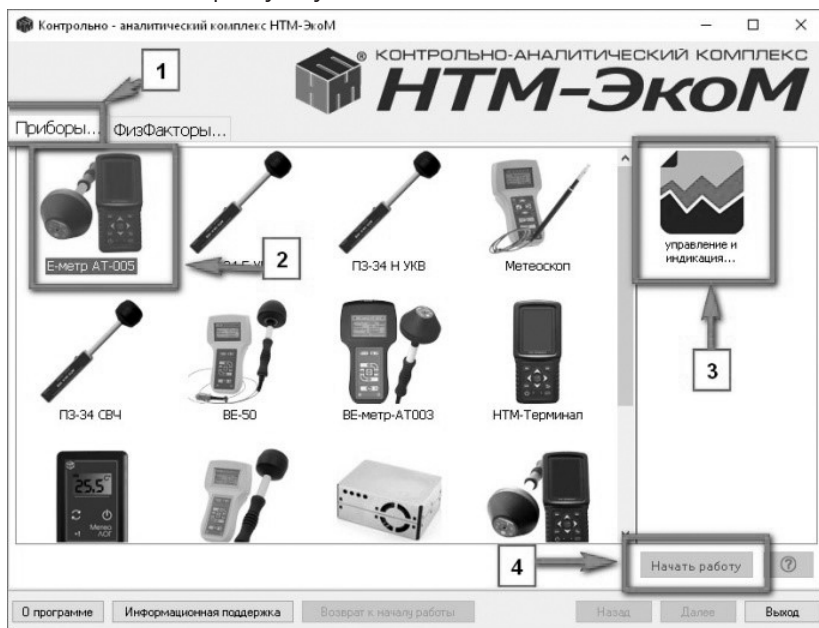 Контрольно - аналитический комплекс НТМ-ЭкоМ
КОНТРОЛЬНО-АНАЛИТИЧЕСКИЙ КОМПЛЕКС
НТМ-ЭкоМ
1
Приборы...
ФизФакторы...
Е-метр АТ-005
2
П3-34 Н УКВ
Метеоскоп
управление и
индикация...
3
П3-34 СВЧ
ВЕ-50
ВЕ-метр-АТ003
НТМ-Терминал
25.5°
Метео
ЛОГ
4
Начать работу
?
О программе
Информационная поддержка
Возврат к началу работы
Назад
Далее
Выход